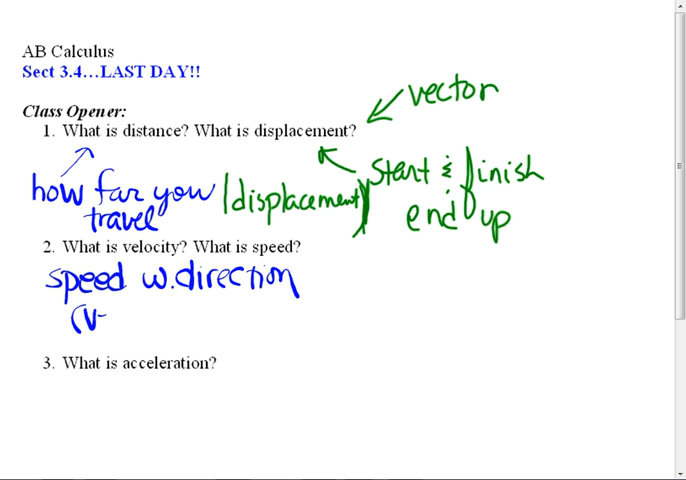 AB Calculus
Sect 3.4…LAST DAY!!
Class Opener:
1. What is distance? What is displacement?
vector
how far you
travel
|displacement|
start & finish
end up
2. What is velocity? What is speed?
speed w. direction
3. What is acceleration?